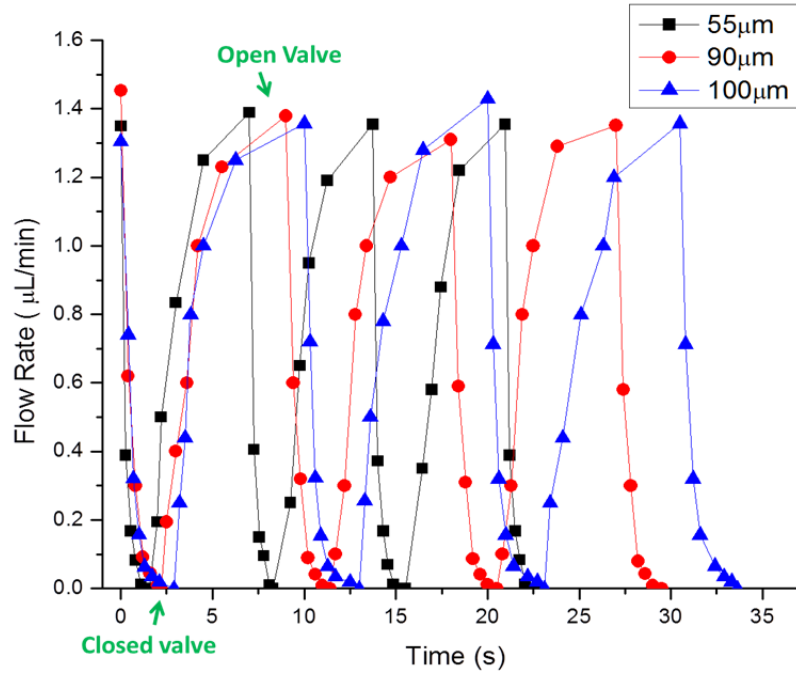 55μm
90μm
100μm
Open Valve
1.6
1.4
1.2
1.0
0.8
0.6
0.4
0.2
0.0
Flow Rate ( μL/min)
Closed valve
0 5 10 15 20 25 30 35
Time (s)